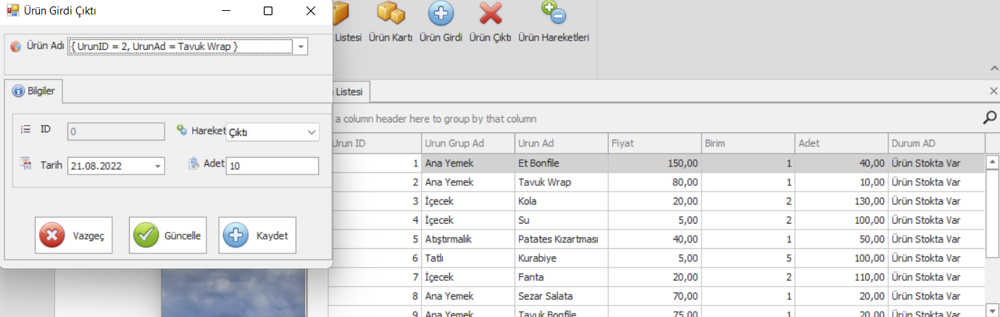 Ürün Girdi Çıktı
Ürün Adı { UrunID = 2, UrunAd = Tavuk Wrap }
Bilgiler
ID 0 Hareket Çıktı
Tarih 21.08.2022 Adet 10
Vazgeç Güncelle Kaydet
Listesi Ürün Kartı Ürün Girdi Ürün Çıktı Ürün Hareketleri
Listesi
a column header here to group by that column
Urun ID Urun Grup Ad Urun Ad Fiyat Birim Adet Durum AD
1 Ana Yemek Et Bonfile 150,00 1 40,00 Ürün Stokta Var
2 Ana Yemek Tavuk Wrap 80,00 1 10,00 Ürün Stokta Var
3 İçecek Kola 20,00 2 130,00 Ürün Stokta Var
4 İçecek Su 5,00 2 100,00 Ürün Stokta Var
5 Atıştırmalık Patates Kızartması 40,00 1 50,00 Ürün Stokta Var
6 Tatlı Kurabiye 5,00 5 100,00 Ürün Stokta Var
7 İçecek Fanta 20,00 2 110,00 Ürün Stokta Var
8 Ana Yemek Sezar Salata 70,00 1 20,00 Ürün Stokta Var
9 Ana Yemek Tavuk Bonfile 75,00 1 20,00 Ürün Stokta Var